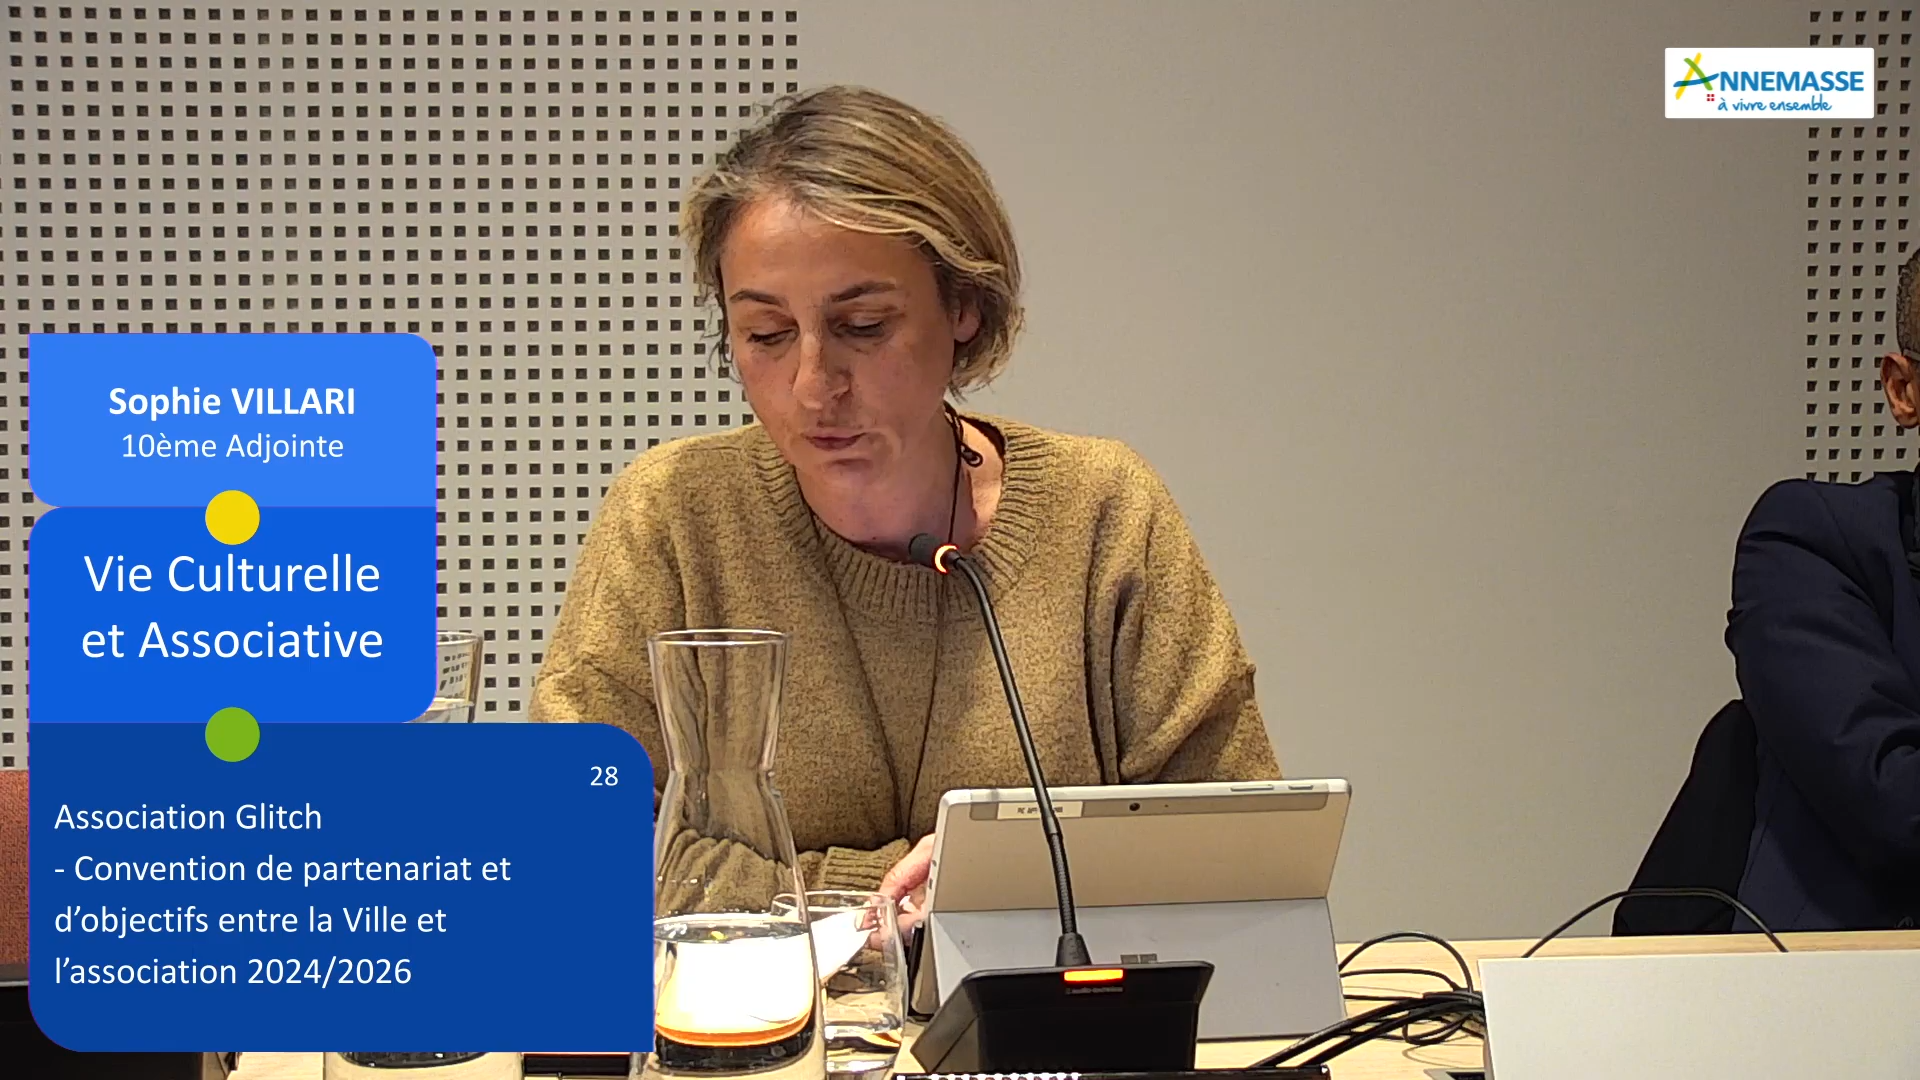 ANNEMASSE
à vivre ensemble
Sophie VILLARI
10ème Adjointe
Vie Culturelle
et Associative
28
Association Glitch
- Convention de partenariat et
d’objectifs entre la Ville et
l’association 2024/2026